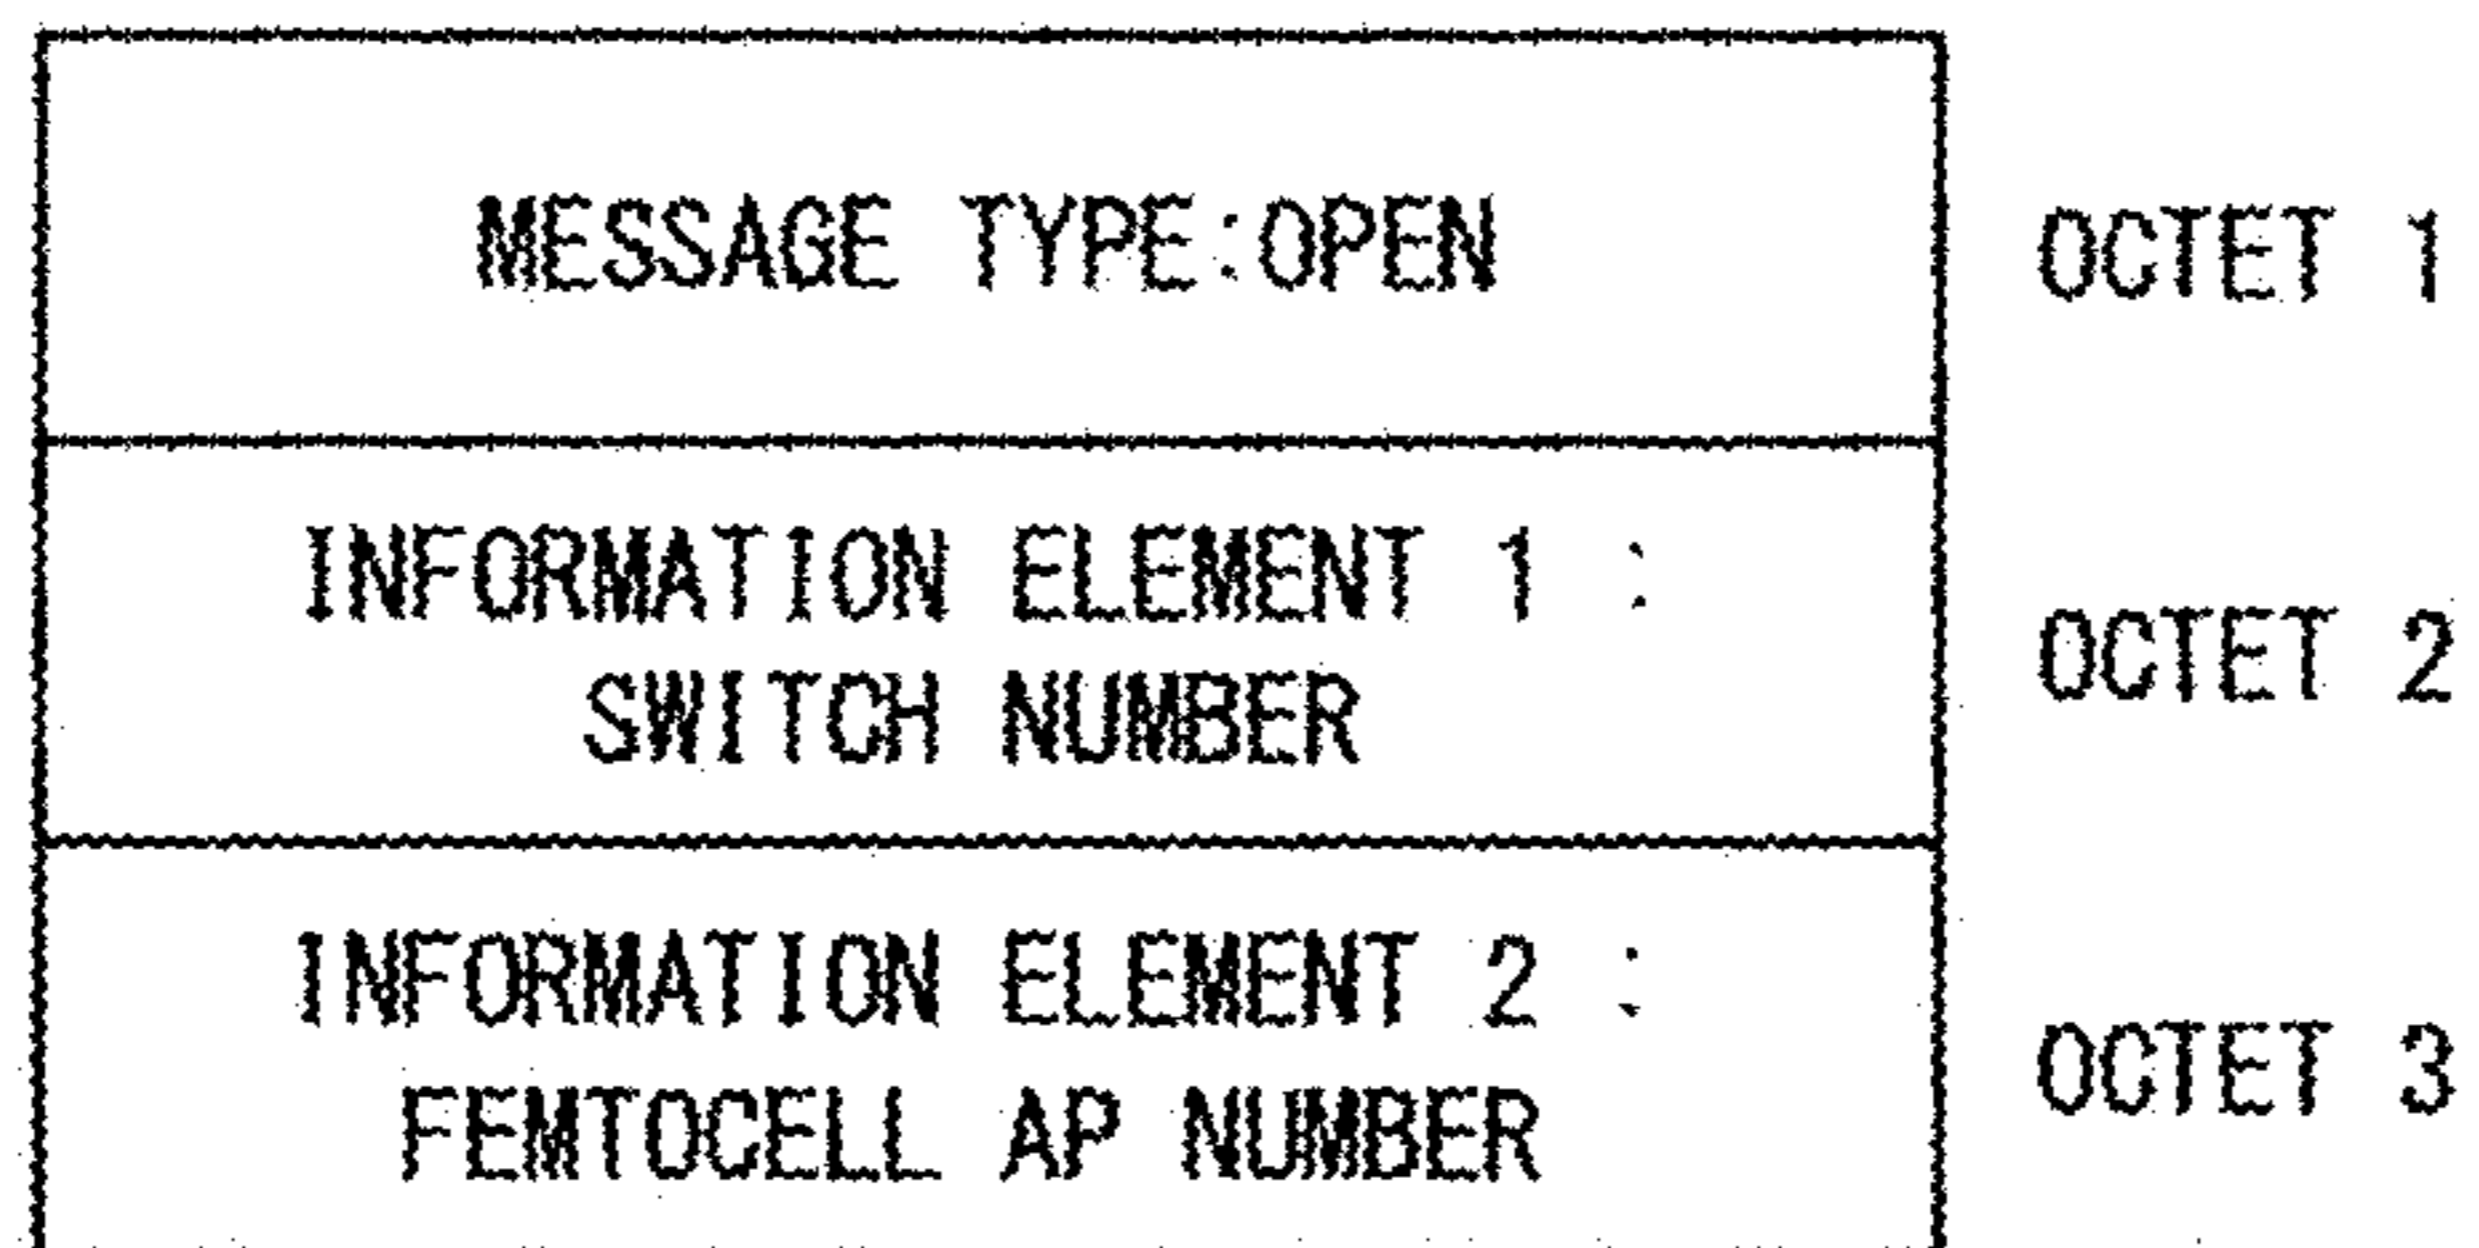 MESSAGE TYPE:OPEN
OCTET 1
INFORMATION ELEMENT 1 :
SWITCH NUMBER
OCTET 2
INFORMATION ELEMENT 2 :
FEMTOCELL AP NUMBER
OCTET 3